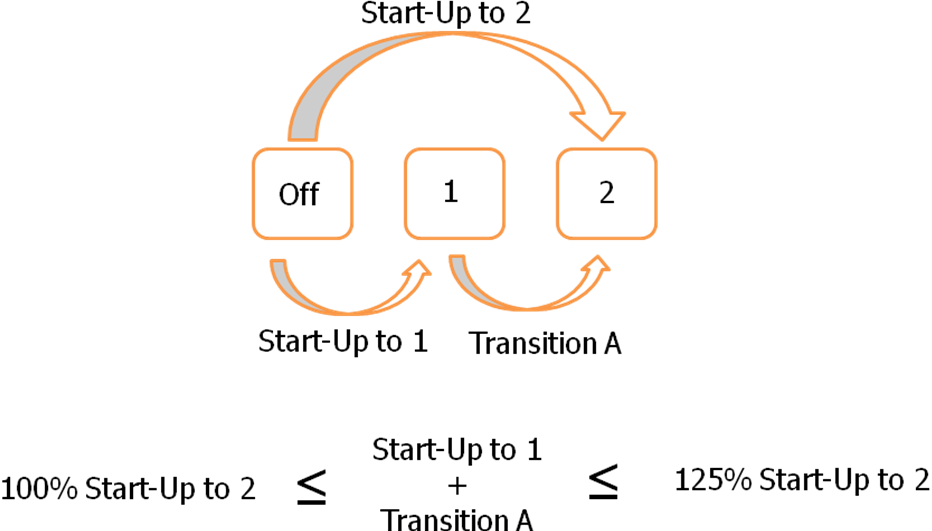 Start-Up to 2
Off
1
2
Start-Up to 1
Transition A
100% Start-Up to 2 ≤ Start-Up to 1 + Transition A ≤ 125% Start-Up to 2